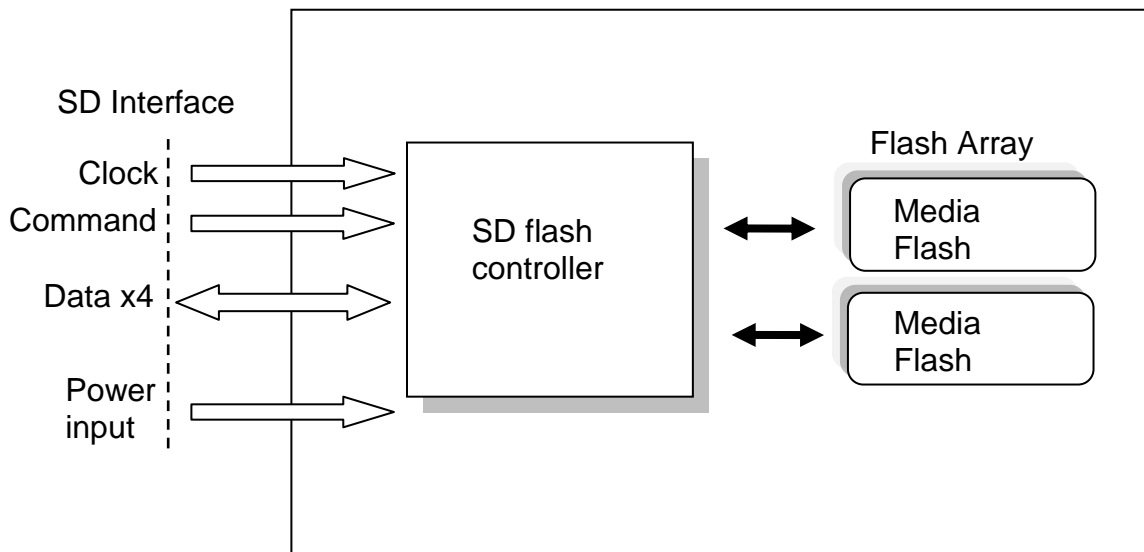 SD Interface
Clock
Command
Data x4
Power
input
SD flash
controller
Flash Array
Media
Flash
Media
Flash